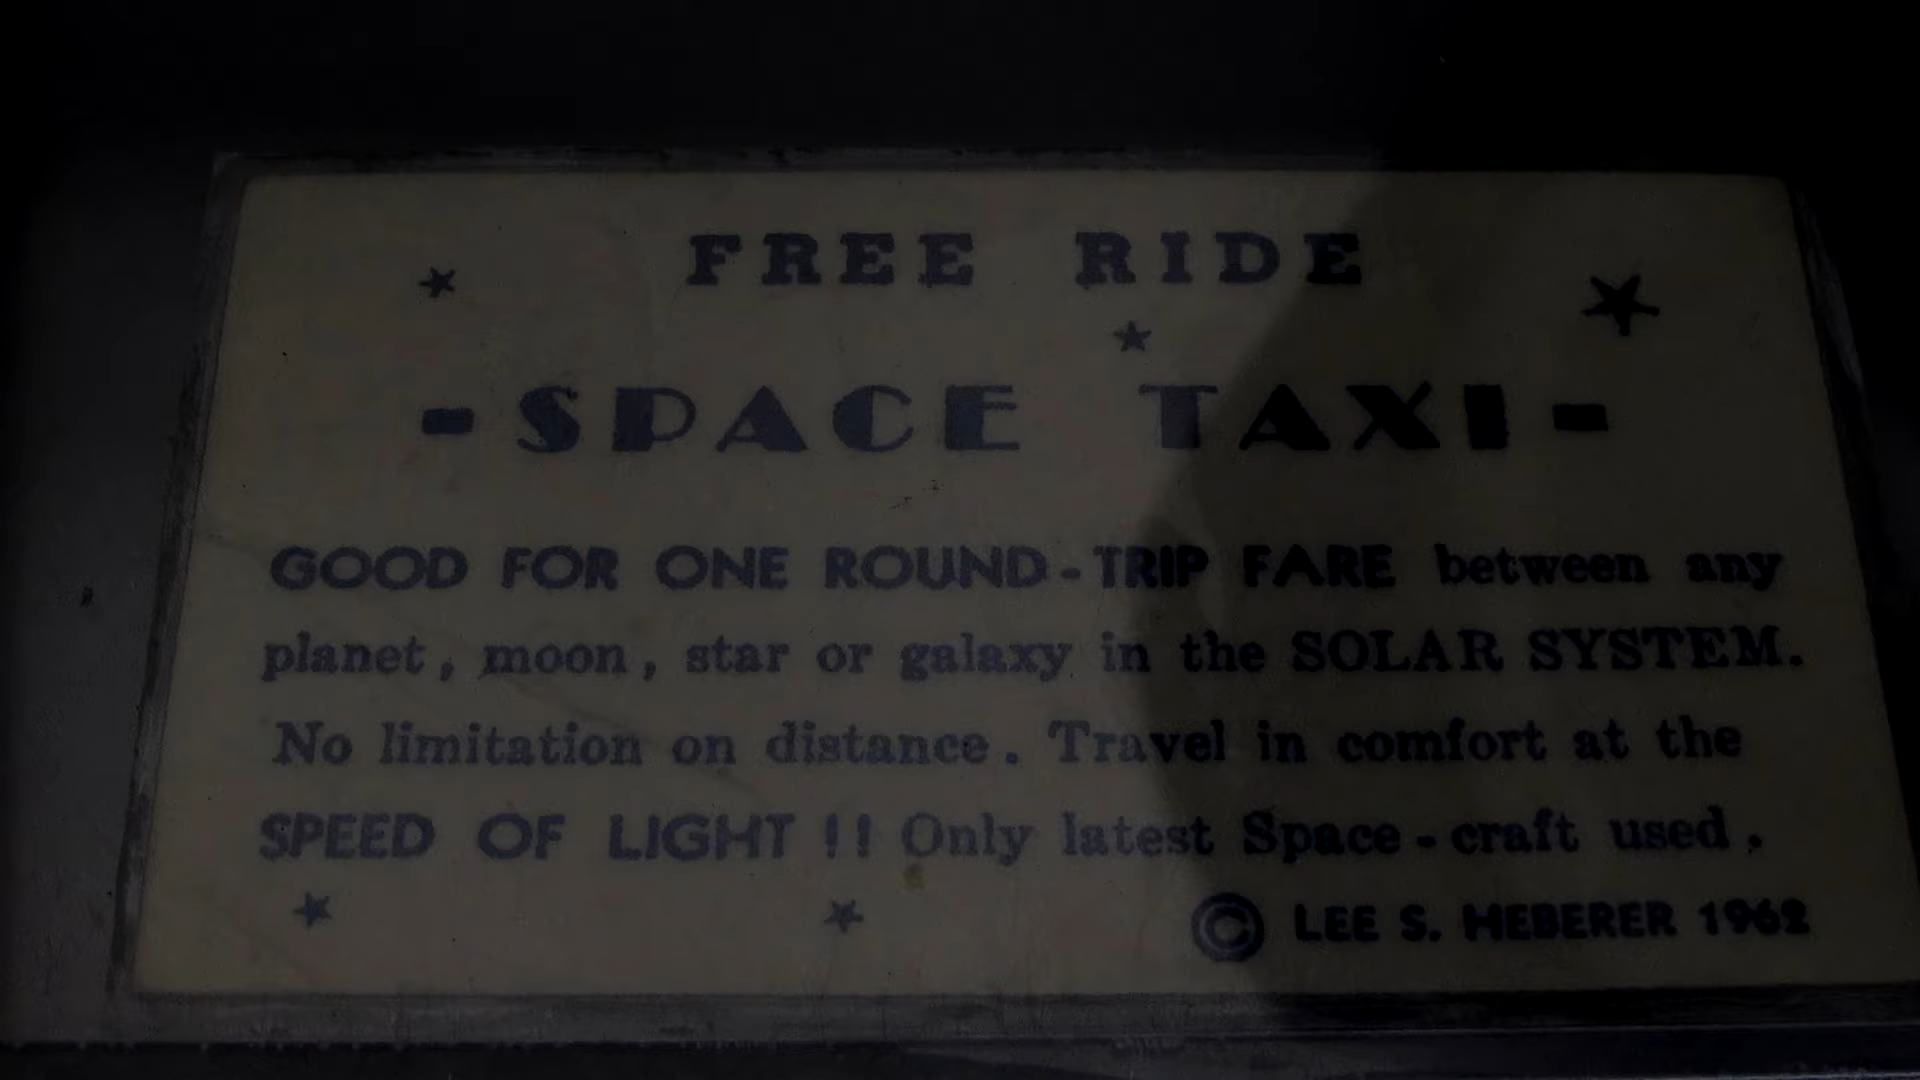 FREE RIDE
-SPACE TAXI-
GOOD FOR ONE ROUND-TRIP FARE between any
planet, moon, star or galaxy in the SOLAR SYSTEM.
No limitation on distance. Travel in comfort at the
SPEED OF LIGHT!! Only latest Space-craft used.
© LEE S. HEBERER 1962